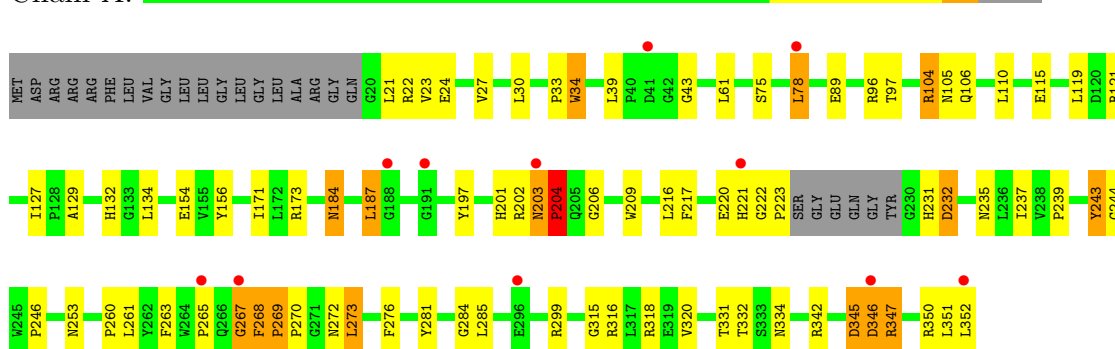 Chain A:
MET ASP ARG ARG ARG PHE LEU VAL GLY LEU LEU GLY LEU GLY LEU ALA ARG GLY GLN G20 L21 R22 V23 E24 V27 L30 P33 W34 L39 P40 D41 G42 G43 L61 S75 L78 E89 R96 T97 R104 N105 Q106 L110 E115 L119 D120 R121
I127 P128 A129 H132 G133 L134 E154 V155 Y156 I171 L172 R173 N184 L187 G188 G191 Y197 H201 R202 N203 P204 Q205 G206 W209 L216 F217 E220 H221 G222 P223 SER GLY GLU GLN GLY TYR G230 H231 D232 N235 L236 I237 V238 P239 Y243 G244
W245 P246 N253 P260 L261 Y262 F263 W264 P265 Q266 G267 F268 P269 P270 G271 N272 L273 F276 Y281 G284 L285 E296 R299 G315 R316 L317 R318 E319 V320 T331 T332 S333 N334 R342 D345 D346 R347 R350 L351 L352